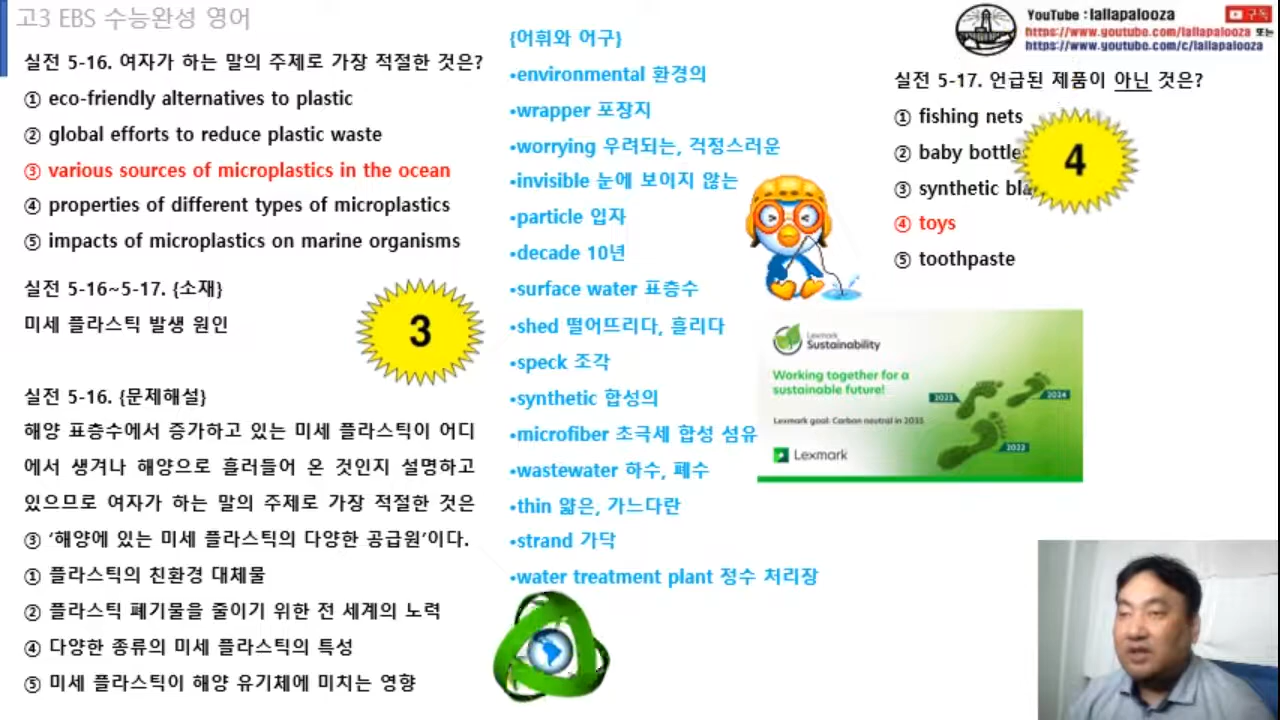 고3 EBS 수능완성 영어
실전 5-16. 여자가 하는 말의 주제로 가장 적절한 것은?
① eco-friendly alternatives to plastic
② global efforts to reduce plastic waste
③ various sources of microplastics in the ocean
④ properties of different types of microplastics
⑤ impacts of microplastics on marine organisms
실전 5-16~5-17. {소재}
미세 플라스틱 발생 원인
3
실전 5-16. {문제해설}
해양 표층수에서 증가하고 있는 미세 플라스틱이 어디
에서 생겨나 해양으로 흘러들어 온 것인지 설명하고
있으므로 여자가 하는 말의 주제로 가장 적절한 것은
③ ‘해양에 있는 미세 플라스틱의 다양한 공급원’이다.
① 플라스틱의 친환경 대체물
② 플라스틱 폐기물을 줄이기 위한 전 세계의 노력
④ 다양한 종류의 미세 플라스틱의 특성
⑤ 미세 플라스틱이 해양 유기체에 미치는 영향
{어휘와 어구}
•environmental 환경의
•wrapper 포장지
•worrying 우려되는, 걱정스러운
•invisible 눈에 보이지 않는
•particle 입자
•decade 10년
•surface water 표층수
•shed 떨어뜨리다, 흘리다
•speck 조각
•synthetic 합성의
•microfiber 초극세 합성 섬유
•wastewater 하수, 폐수
•thin 얇은, 가느다란
•strand 가닥
•water treatment plant 정수 처리장
YouTube : lallapalooza
구독
https://www.youtube.com/lallapalooza 또는
https://www.youtube.com/c/lallapalooza
실전 5-17. 언급된 제품이 아닌 것은?
① fishing nets
② baby bottle
③ synthetic bla
④ toys
⑤ toothpaste
4
Lexmark
Sustainability
Working together for a
sustainable future!
2023
2024
Lexmark goal: Carbon neutral in 2035
2022
Lexmark